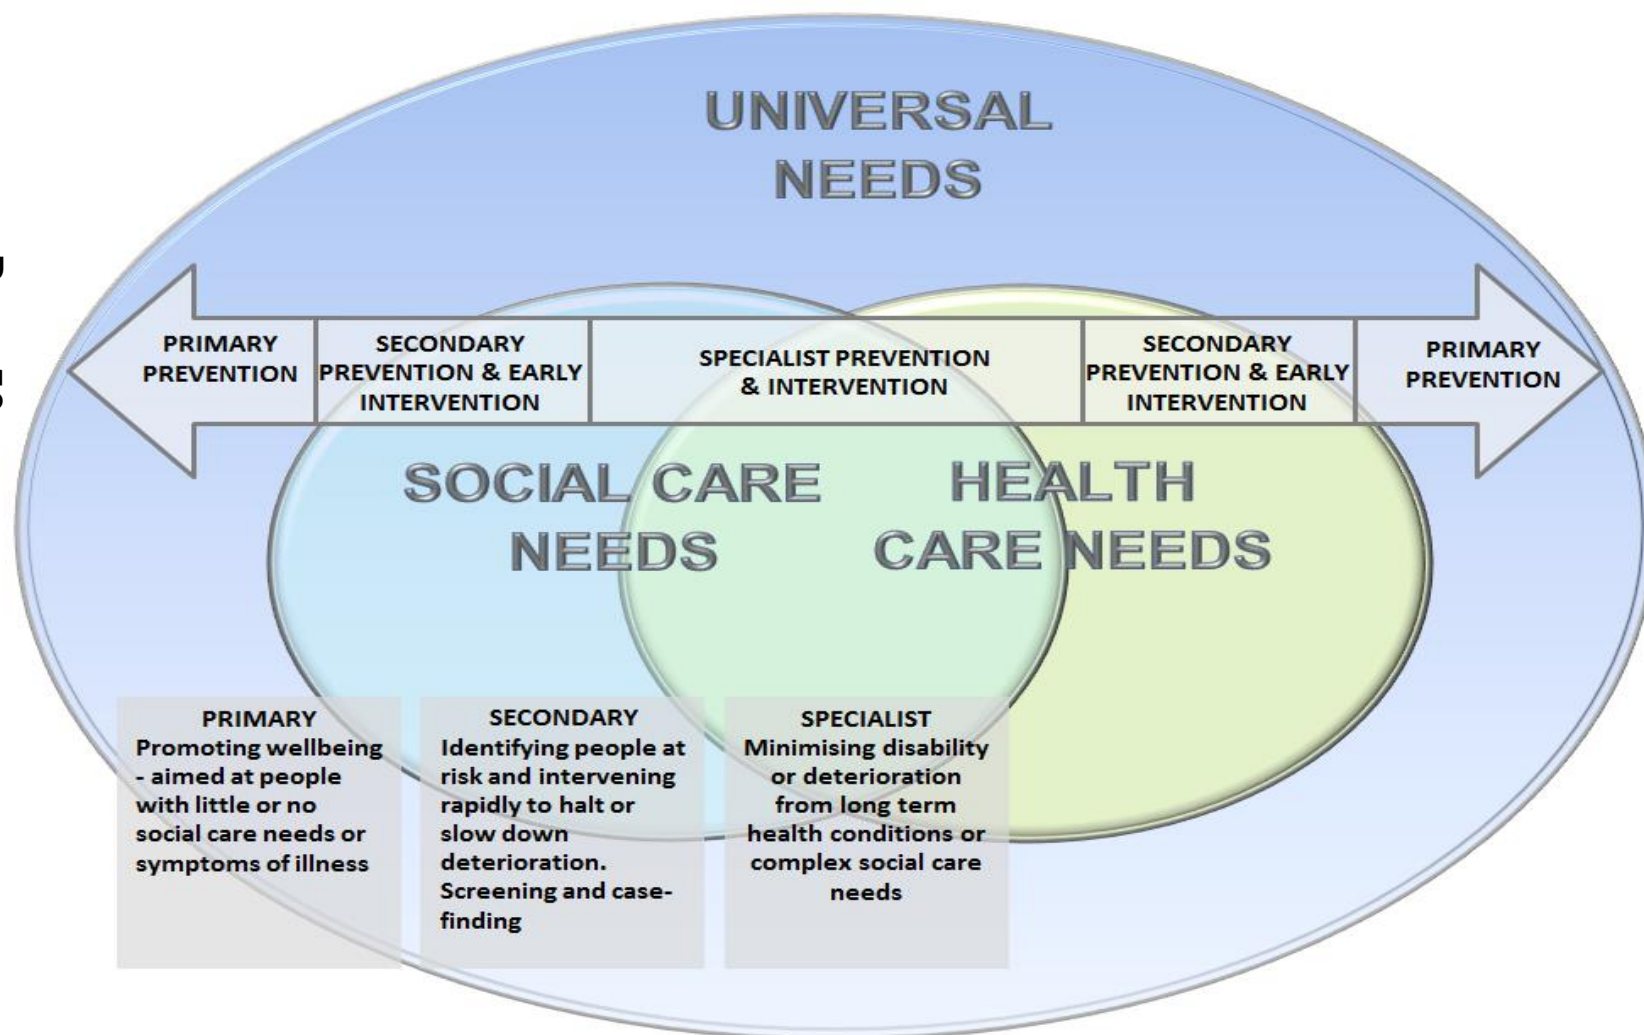 UNIVERSAL
NEEDS
PRIMARY
PREVENTION
SECONDARY
PREVENTION & EARLY
INTERVENTION
SPECIALIST PREVENTION
& INTERVENTION
SECONDARY
PREVENTION & EARLY
INTERVENTION
PRIMARY
PREVENTION
SOCIAL CARE
NEEDS
HEALTH
CARE NEEDS
PRIMARY
Promoting wellbeing
- aimed at people
with little or no
social care needs or
symptoms of illness
SECONDARY
Identifying people at
risk and intervening
rapidly to halt or
slow down
deterioration.
Screening and case-
finding
SPECIALIST
Minimising disability
or deterioration
from long term
health conditions or
complex social care
needs